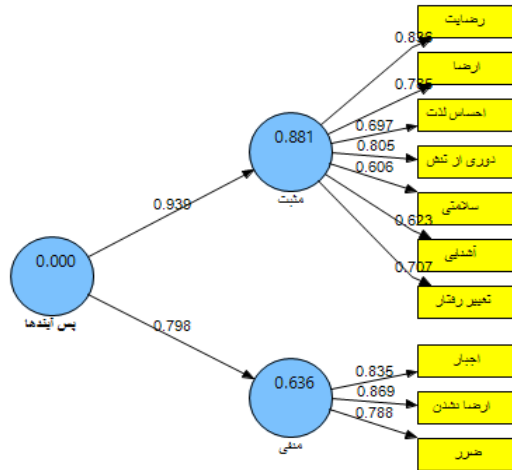 رضایت
0.836
ارضا
0.785
احساس لذت
0.697
0.881
0.805
دوری از تنش
0.606
مثبت
سلامتی
0.939
0.623
آشنایی
0.000
0.707
تغییر رفتار
پس آیندها
0.798
اجبار
0.835
0.636
0.869
ارضا نشدن
0.788
منفی
ضرر